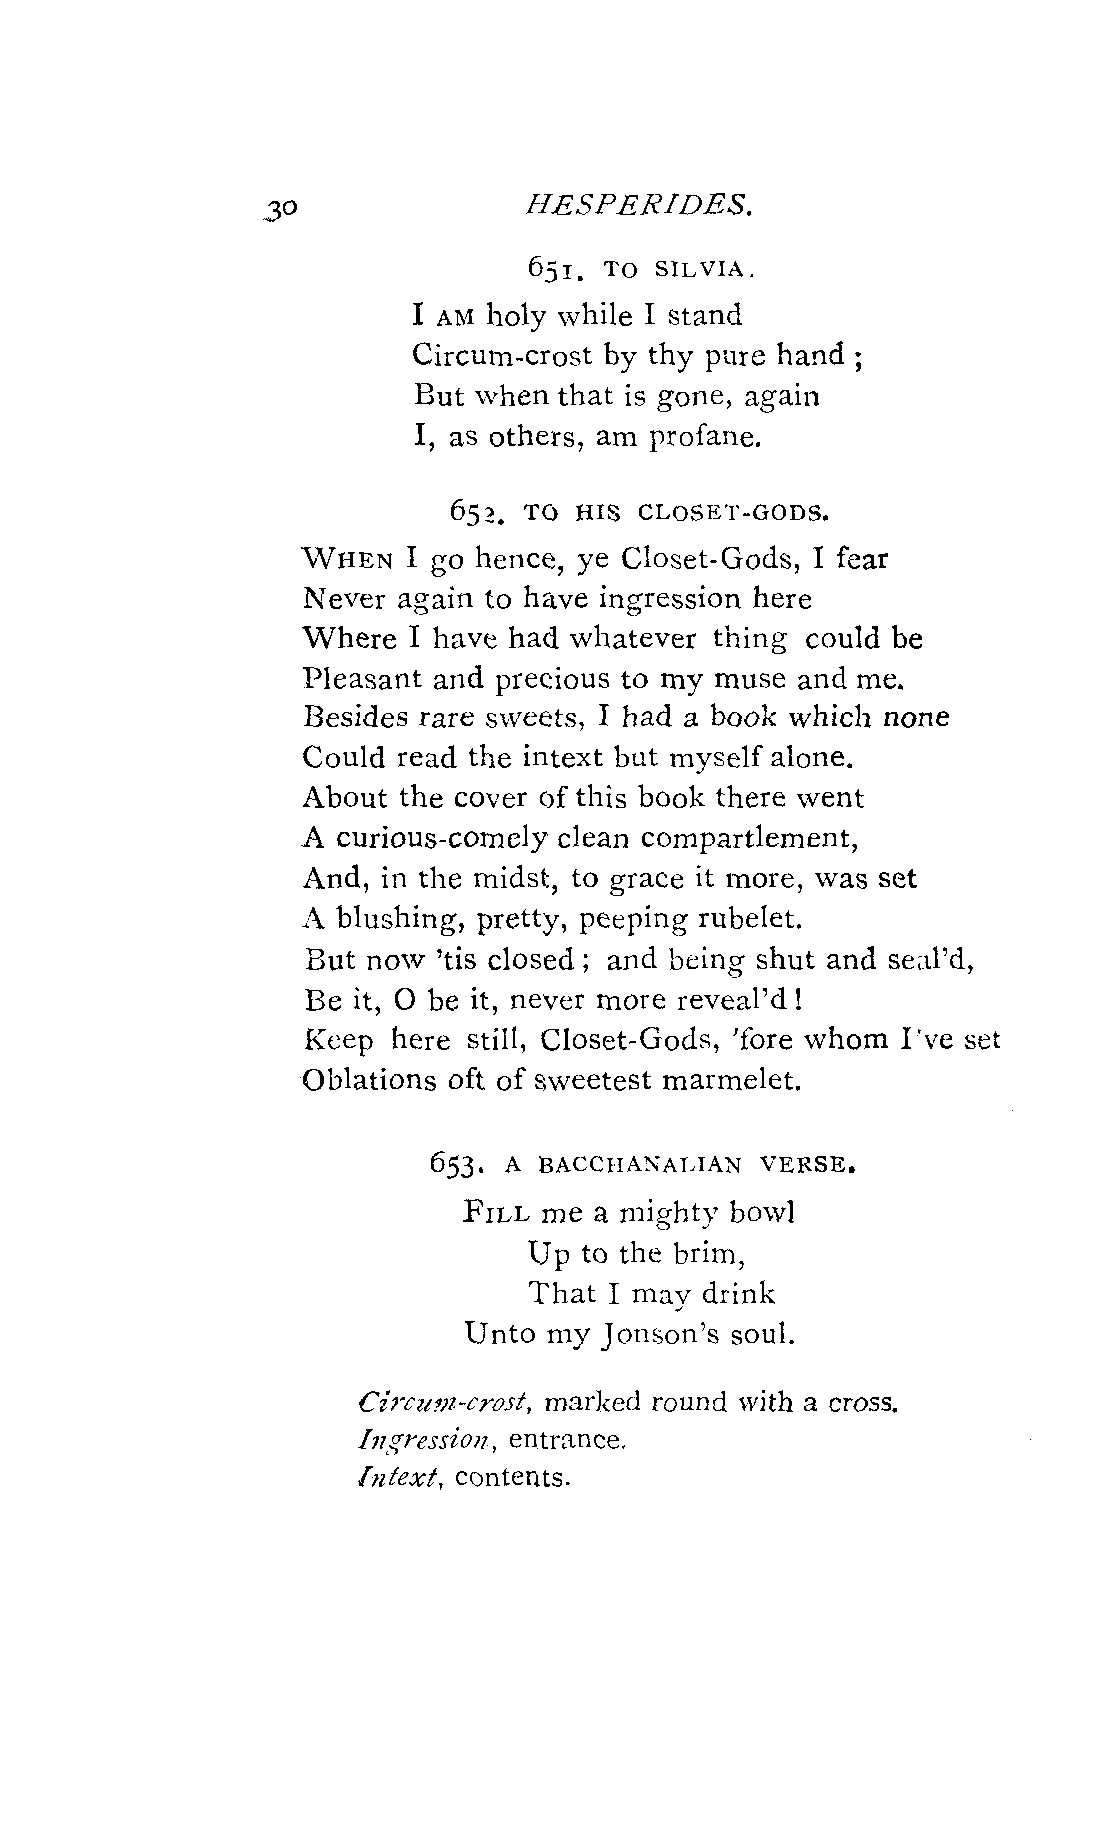 30 HESPERIDES.
651. TO SILVIA.
I AM holy while I stand
Circum-crost by thy pure hand ;
But when that is gone, again
I, as others, am profane.
652. TO HIS CLOSET-GODS.
WHEN I go hence, ye Closet-Gods, I fear
Never again to have ingression here
Where I have had whatever thing could be
Pleasant and precious to my muse and me.
Besides rare sweets, I had a book which none
Could read the intext but myself alone.
About the cover of this book there went
A curious-comely clean compartlement,
And, in the midst, to grace it more, was set
A blushing, pretty, peeping rubelet.
But now 'tis closed ; and being shut and seal'd,
Be it, O be it, never more reveal'd !
Keep here still, Closet-Gods, 'fore whom I've set
Oblations oft of sweetest marmelet.
653. A BACCHANALIAN VERSE.
FILL me a mighty bowl
Up to the brim,
That I may drink
Unto my Jonson's soul.
Circum-crost, marked round with a cross.
Ingression, entrance.
Intext, contents.